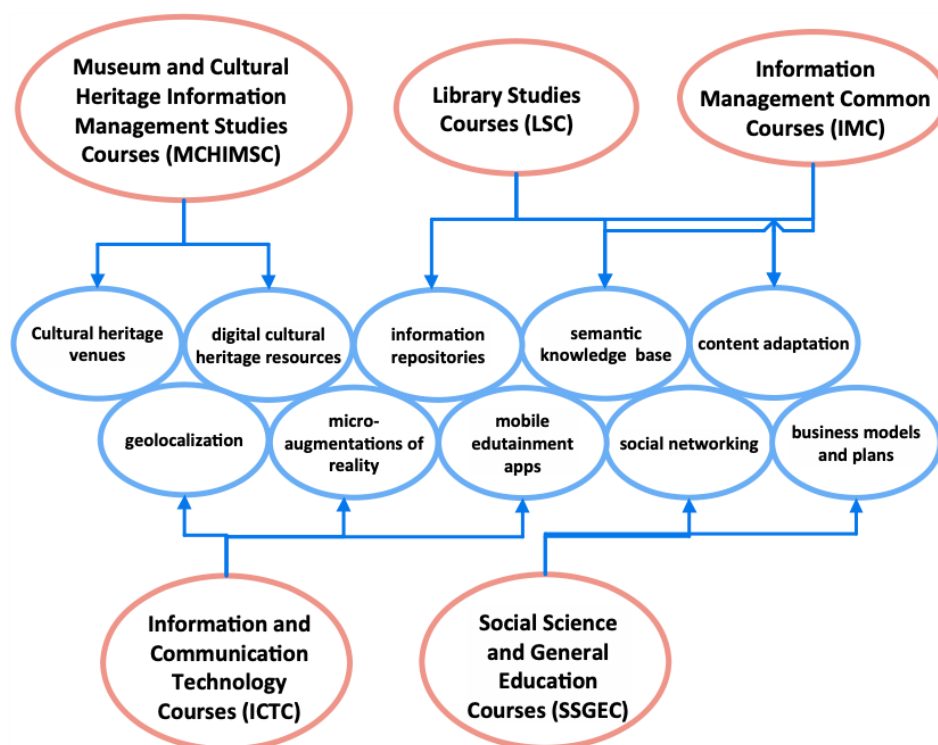 Museum and Cultural
Heritage Information
Management Studies
Courses (MCHIMSC)
Library Studies
Courses (LSC)
Information
Management Common
Courses (IMC)
Cultural heritage
venues
digital cultural
heritage resources
information
repositories
semantic
knowledge base
content adaptation
geolocalization
micro-
augmentations of
reality
mobile
edutainment
apps
social networking
business models
and plans
Information and
Communication
Technology
Courses (ICTC)
Social Science
and General
Education
Courses (SSGEC)